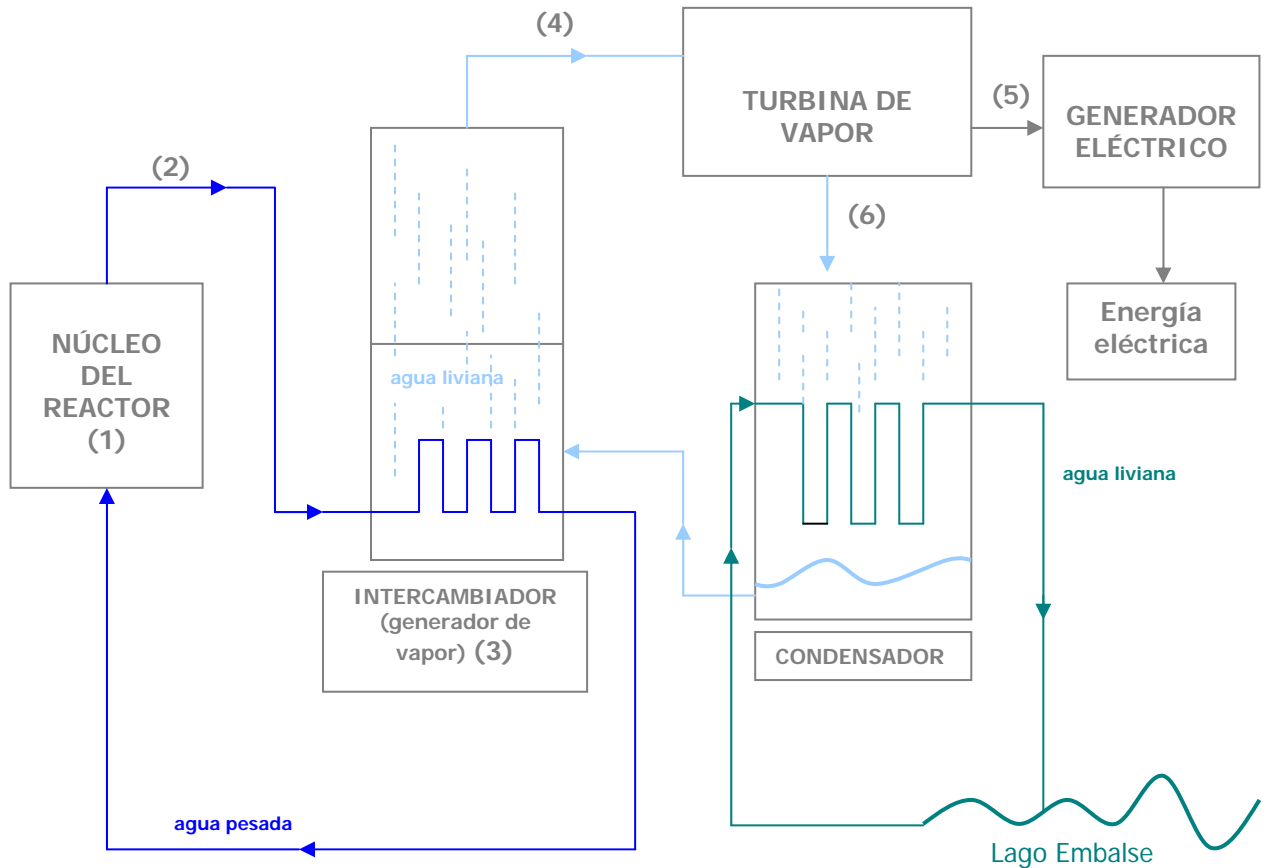 (4)
TURBINA DE
VAPOR
(5)
GENERADOR
ELÉCTRICO
(2)
(6)
NÚCLEO
DEL
REACTOR
(1)
Energía
eléctrica
agua liviana
agua liviana
INTERCAMBIADOR
(generador de
vapor) (3)
CONDENSADOR
agua pesada
Lago Embalse